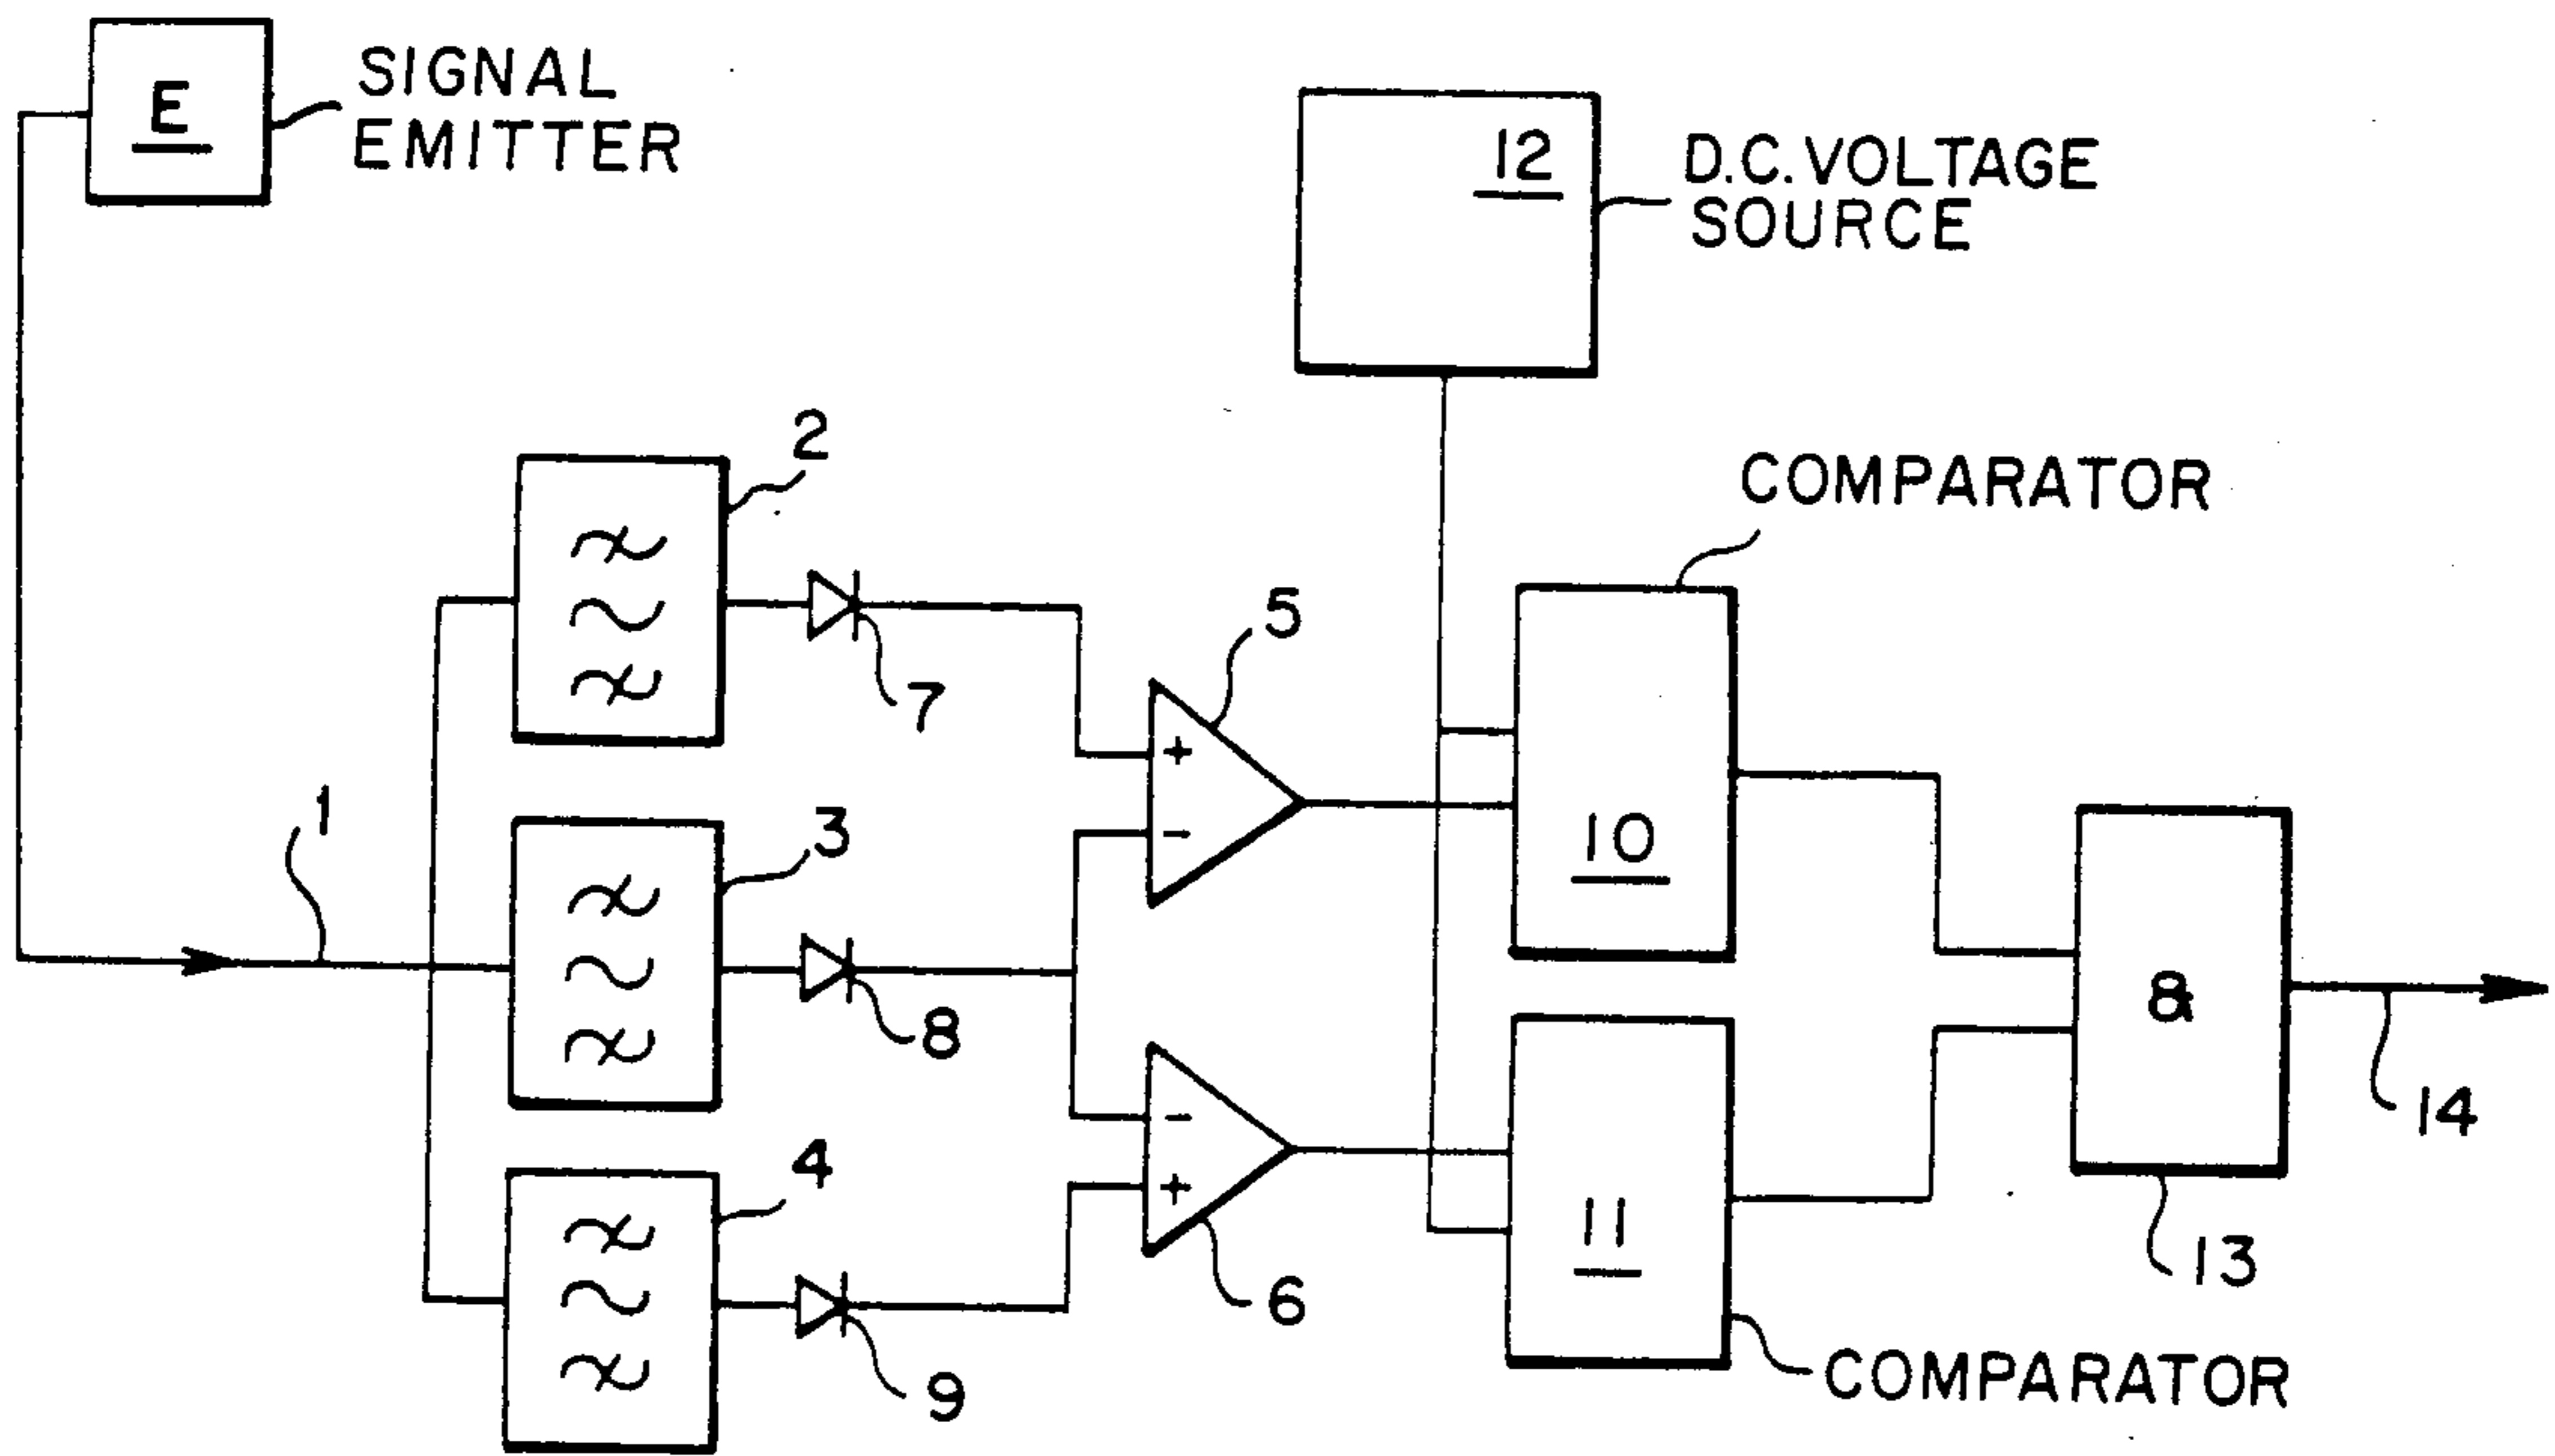 E
SIGNAL
EMITTER
12
D.C. VOLTAGE
SOURCE
2
COMPARATOR
7
5
+
-
1
3
10
8
&
14
4
-
+
11
13
6
9
COMPARATOR